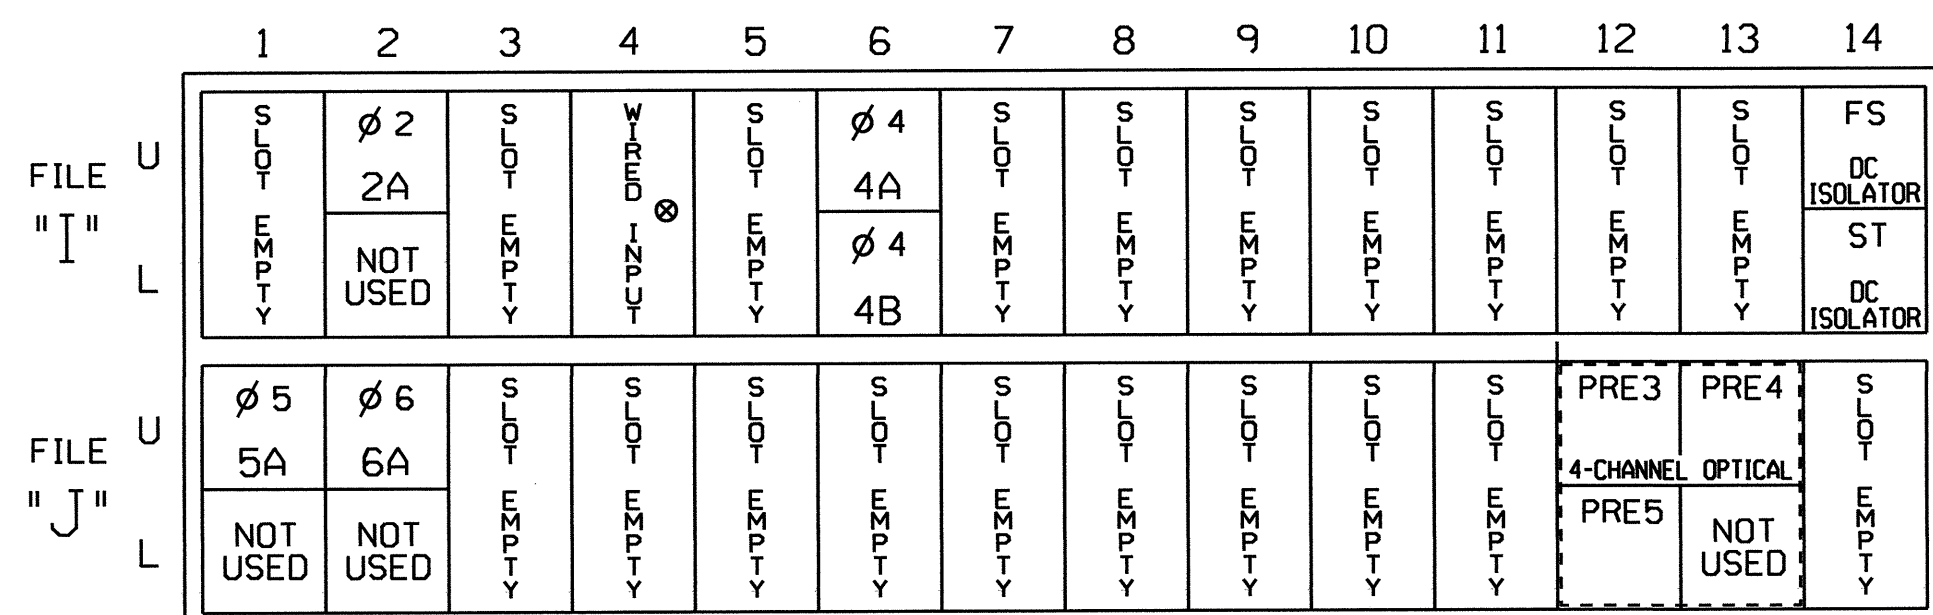 1 2 3 4 5 6 7 8 9 10 11 12 13 14
FILE "I"
U
L
SLOT EMPTY
Ø 2
2A
NOT USED
SLOT EMPTY
WIRED INPUT
⊗
SLOT EMPTY
Ø 4
4A
Ø 4
4B
SLOT EMPTY
SLOT EMPTY
SLOT EMPTY
SLOT EMPTY
SLOT EMPTY
SLOT EMPTY
SLOT EMPTY
FS
DC
ISOLATOR
ST
DC
ISOLATOR
FILE "J"
U
L
Ø 5
5A
NOT USED
Ø 6
6A
NOT USED
SLOT EMPTY
SLOT EMPTY
SLOT EMPTY
SLOT EMPTY
SLOT EMPTY
SLOT EMPTY
SLOT EMPTY
SLOT EMPTY
SLOT EMPTY
PRE3 PRE4
4-CHANNEL OPTICAL
PRE5
NOT USED
SLOT EMPTY